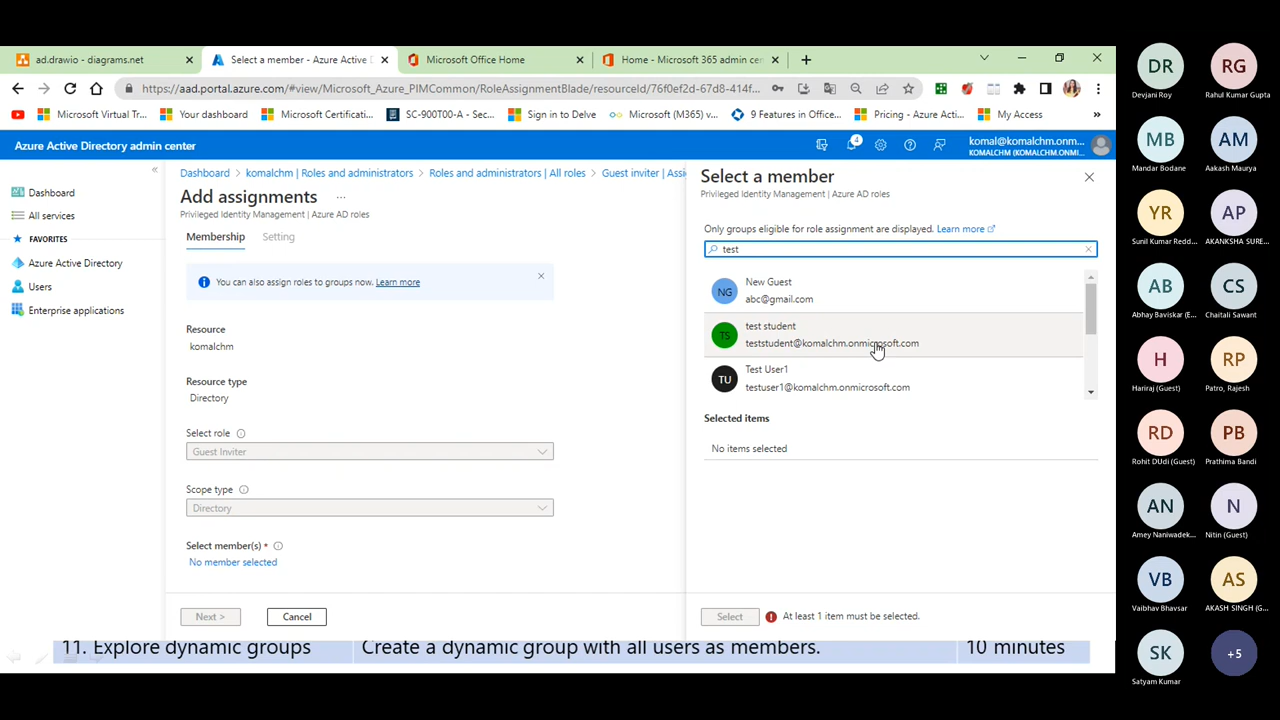 ad.drawio - diagrams.net
Select a member - Azure Active D
Microsoft Office Home
Home - Microsoft 365 admin cen
https://aad.portal.azure.com/#view/Microsoft_Azure_PIMCommon/RoleAssignmentBlade/resourceId/76f0ef2d-67d8-414f...
Microsoft Virtual Tr...
Your dashboard
Microsoft Certificati...
SC-900T00-A - Sec...
Sign in to Delve
Microsoft (M365) v...
9 Features in Office...
Pricing - Azure Acti...
My Access
»
Azure Active Directory admin center
4
komal@komalchm.onm...
KOMALCHM (KOMALCHM.ONMI...
«
Dashboard
All services
FAVORITES
Azure Active Directory
Users
Enterprise applications
Dashboard > komalchm | Roles and administrators > Roles and administrators | All roles > Guest inviter | Assi
Add assignments ...
Privileged Identity Management | Azure AD roles
Membership Setting
You can also assign roles to groups now. Learn more
Resource
komalchm
Resource type
Directory
Select role
Guest Inviter
Scope type
Directory
Select member(s) *
No member selected
Next > Cancel
Select a member
Privileged Identity Management | Azure AD roles
Only groups eligible for role assignment are displayed. Learn more
test
NG
New Guest
abc@gmail.com
TS
test student
teststudent@komalchm.onmicrosoft.com
TU
Test User1
testuser1@komalchm.onmicrosoft.com
Selected items
No items selected
Select At least 1 item must be selected.
11. Explore dynamic groups Create a dynamic group with all users as members. 10 minutes
DR RG
Devjani Roy Rahul Kumar Gupta
MB AM
Mandar Bodane Aakash Maurya
YR AP
Sunil Kumar Redd... AKANKSHA SURE...
AB CS
Abhay Baviskar (E... Chaitali Sawant
H RP
Hariraj (Guest) Patro, Rajesh
RD PB
Rohit DUdi (Guest) Prathima Bandi
AN N
Amey Naniwadek... Nitin (Guest)
VB AS
Vaibhav Bhavsar AKASH SINGH (G...
SK +5
Satyam Kumar